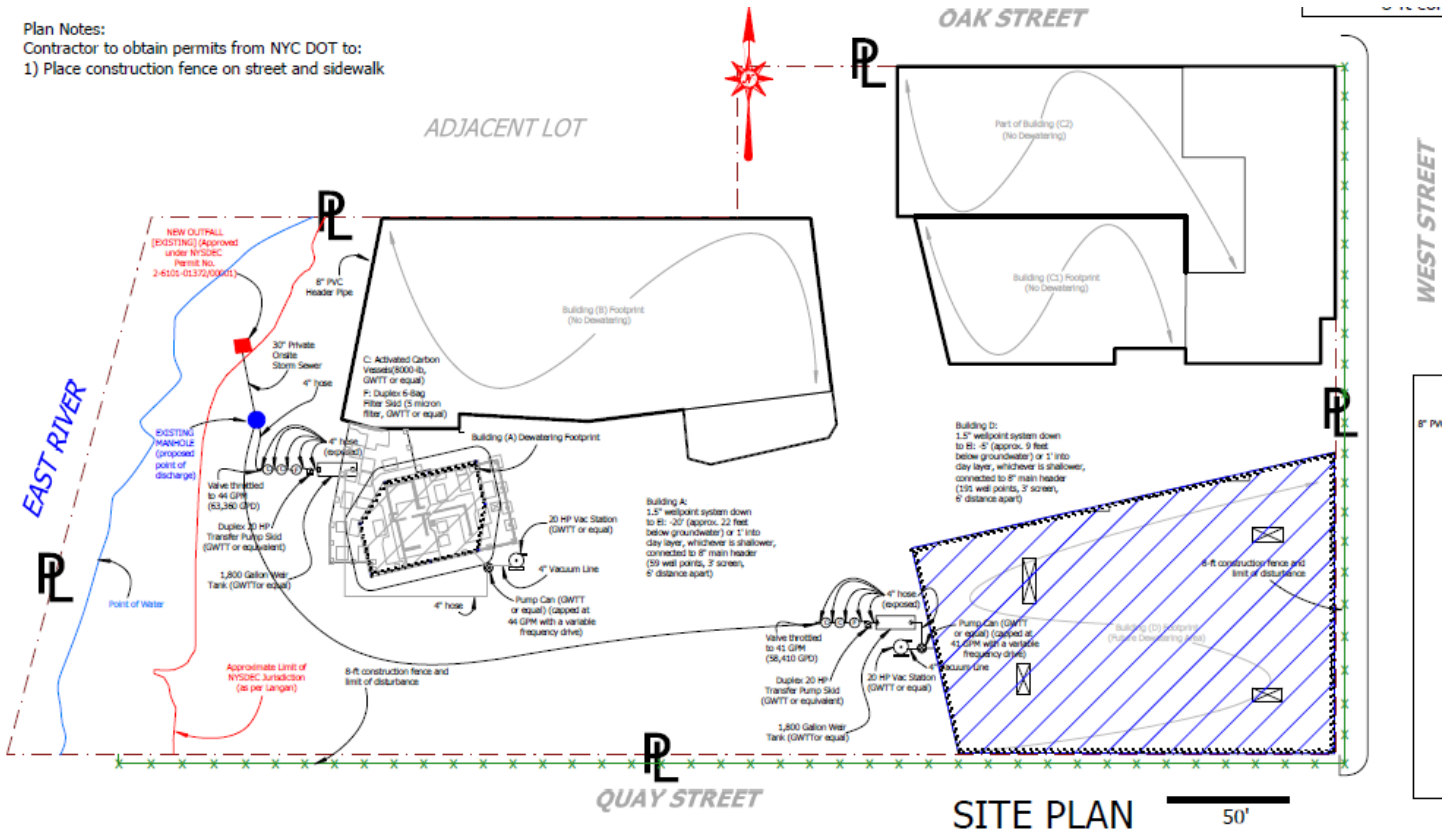 Plan Notes:
Contractor to obtain permits from NYC DOT to:
1) Place construction fence on street and sidewalk
OAK STREET
PL
ADJACENT LOT
N
Part of Building (C2)
(No Dewatering)
WEST STREET
PL
NEW OUTFALL
[EXISTING] (Approved
under NYSDEC
Permit No.
2-6101-01372/00001)
8" PVC
Header Pipe
Building (B) Footprint
(No Dewatering)
Building (C1) Footprint
(No Dewatering)
30" Private
Onsite
Storm Sewer
4" hose
C: Activated Carbon
Vessels(8000-lb,
GWTT or equal)
F: Duplex 6-Bag
Filter Skid (5 micron
filter, GWTT or equal)
EAST RIVER
EXISTING
MANHOLE
(proposed
point of
discharge)
4" hose
(exposed)
Building (A) Dewatering Footprint
PL
8" PV
Building D:
1.5" wellpoint system down
to El: -5' (approx. 9 feet
below groundwater) or 1' into
clay layer, whichever is shallower,
connected to 8" main header
(191 well points, 3' screen,
6' distance apart)
Valve throttled
to 44 GPM
(63,360 GPD)
Duplex 20 HP
Transfer Pump Skid
(GWTT or equivalent)
1,800 Gallon Weir
Tank (GWTTor equal)
Building A:
1.5" wellpoint system down
to El: -20' (approx. 22 feet
below groundwater) or 1' into
clay layer, whichever is shallower,
connected to 8" main header
(59 well points, 3' screen,
6' distance apart)
20 HP Vac Station
(GWTT or equal)
4" Vacuum Line
PL
Point of Water
4" hose
Pump Can (GWTT
or equal) (capped at
44 GPM with a variable
frequency drive)
8-ft construction fence and
limit of disturbance
4" hose
(exposed)
Valve throttled
to 41 GPM
(58,410 GPD)
Pump Can (GWTT
or equal) (capped at
41 GPM with a variable
frequency drive)
Building (D) Footprint
(Future Dewatering Area)
4" Vacuum Line
20 HP Vac Station
(GWTT or equal)
Duplex 20 HP
Transfer Pump Skid
(GWTT or equivalent)
1,800 Gallon Weir
Tank (GWTTor equal)
Approximate Limit of
NYSDEC Jurisdiction
(as per Langan)
8-ft construction fence and
limit of disturbance
PL
QUAY STREET
SITE PLAN
50'